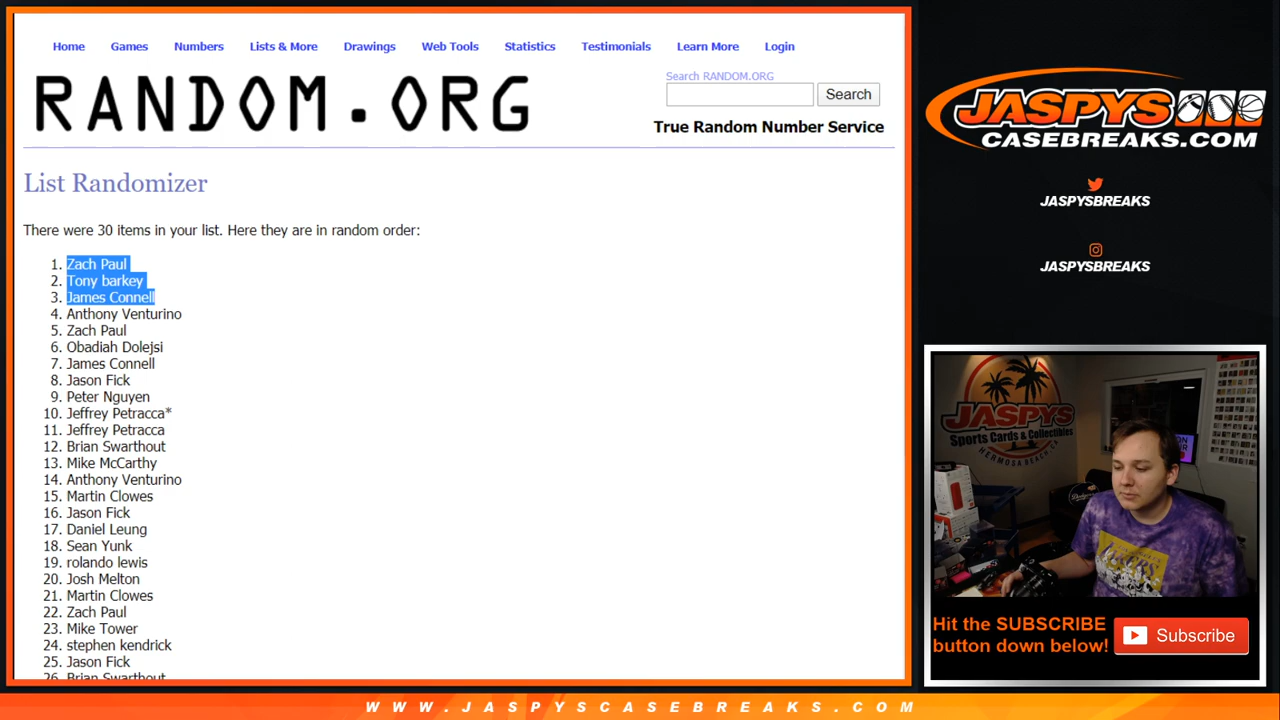 Home Games Numbers Lists & More Drawings Web Tools Statistics Testimonials Learn More Login
RANDOM.ORG
Search RANDOM.ORG
Search
True Random Number Service
List Randomizer
There were 30 items in your list. Here they are in random order:
1. Zach Paul
2. Tony barkey
3. James Connell
4. Anthony Venturino
5. Zach Paul
6. Obadiah Dolejsi
7. James Connell
8. Jason Fick
9. Peter Nguyen
10. Jeffrey Petracca*
11. Jeffrey Petracca
12. Brian Swarthout
13. Mike McCarthy
14. Anthony Venturino
15. Martin Clowes
16. Jason Fick
17. Daniel Leung
18. Sean Yunk
19. rolando lewis
20. Josh Melton
21. Martin Clowes
22. Zach Paul
23. Mike Tower
24. stephen kendrick
25. Jason Fick
26. Brian Swarthout
JASPYS
CASEBREAKS.COM
JASPYSBREAKS
JASPYSBREAKS
JASPYS
Sports Cards & Collectibles
HERMOSA BEACH, CA
Hit the SUBSCRIBE
button down below!
Subscribe
WWW.JASPYSCASEBREAKS.COM